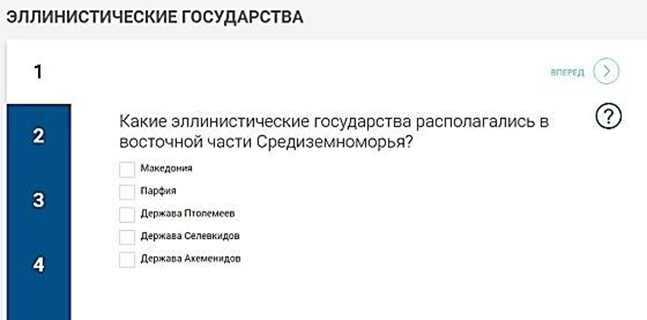 ЭЛЛИНИСТИЧЕСКИЕ ГОСУДАРСТВА
1
ВПЕРЕД
2
Какие эллинистические государства располагались в
восточной части Средиземноморья?
?
Македония
Парфия
3
Держава Птолемеев
Держава Селевкидов
4
Держава Ахеменидов